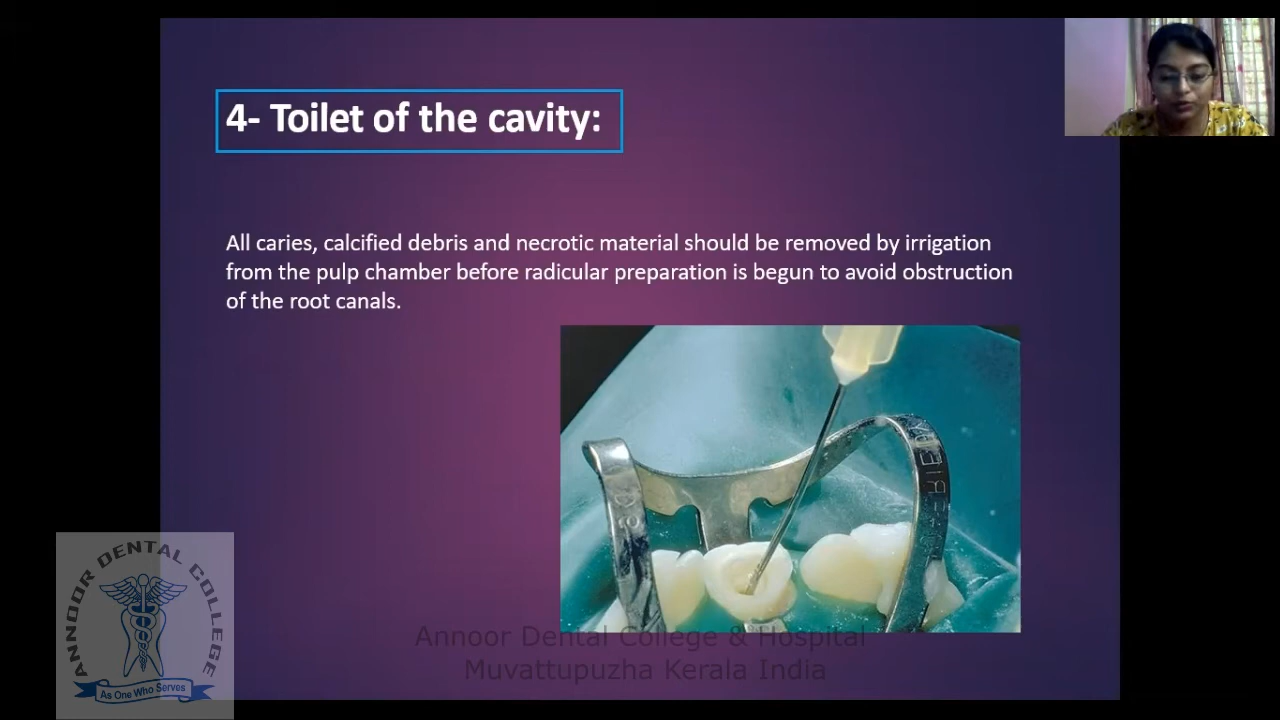 4- Toilet of the cavity:
All caries, calcified debris and necrotic material should be removed by irrigation
from the pulp chamber before radicular preparation is begun to avoid obstruction
of the root canals.
ANNOOR DENTAL COLLEGE
As One Who Serves
Annoor Dental College & Hospital
Muvattupuzha Kerala India